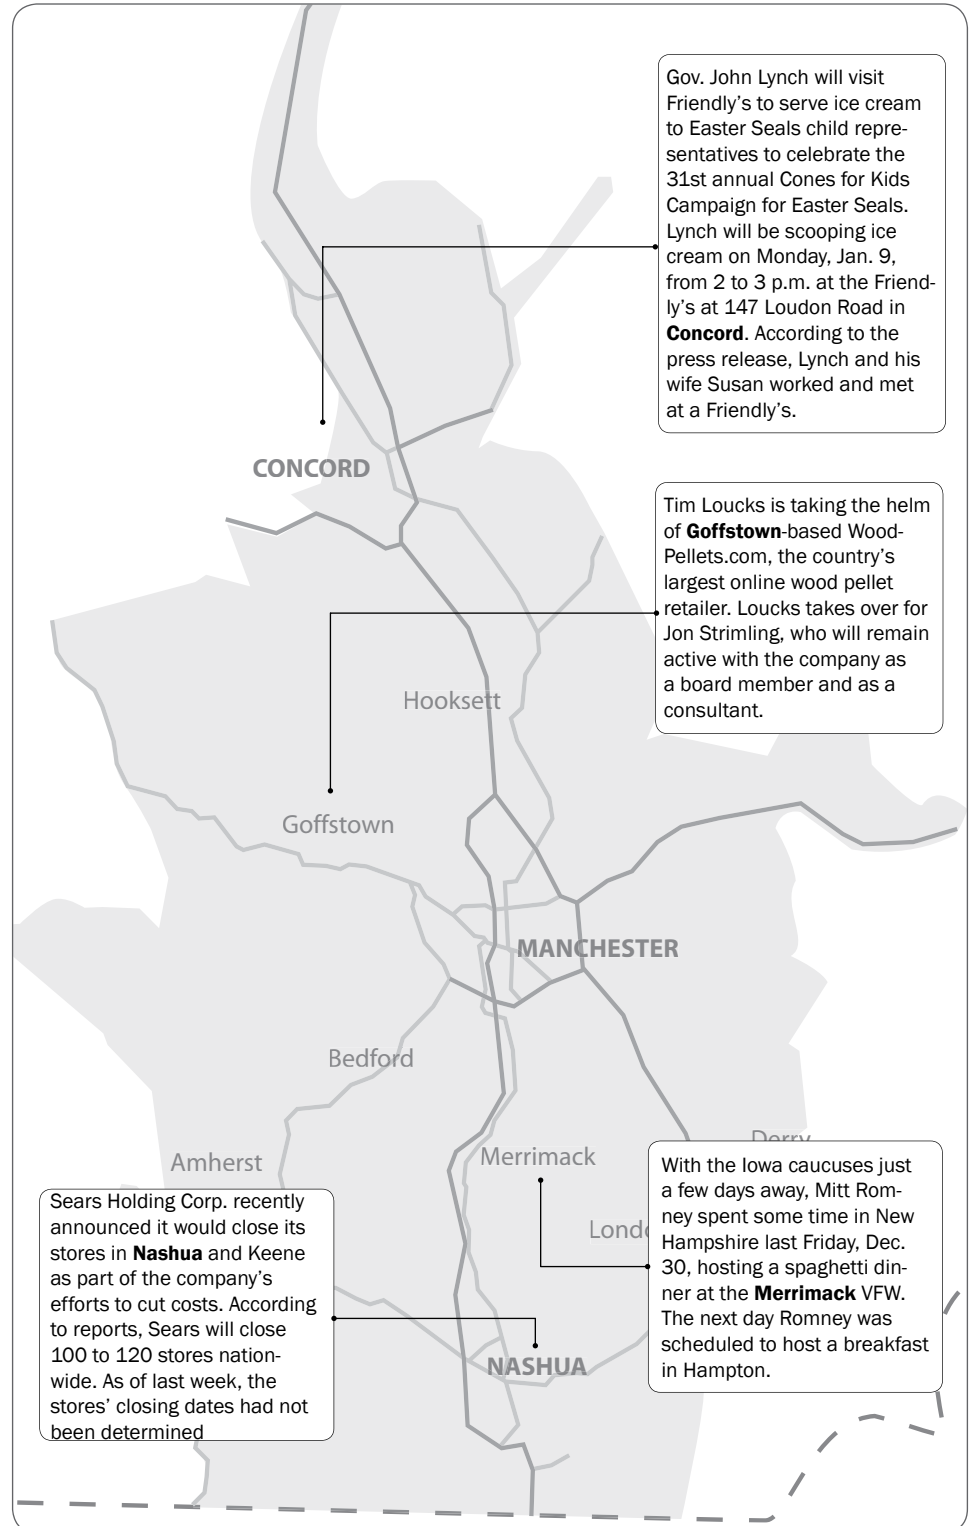 Gov. John Lynch will visit
Friendly's to serve ice cream
to Easter Seals child repre-
sentatives to celebrate the
31st annual Cones for Kids
Campaign for Easter Seals.
Lynch will be scooping ice
cream on Monday, Jan. 9,
from 2 to 3 p.m. at the Friend-
ly's at 147 Loudon Road in
Concord. According to the
press release, Lynch and his
wife Susan worked and met
at a Friendly's.
CONCORD
Tim Loucks is taking the helm
of Goffstown-based Wood-
Pellets.com, the country's
largest online wood pellet
retailer. Loucks takes over for
Jon Strimling, who will remain
active with the company as
a board member and as a
consultant.
Hooksett
Goffstown
MANCHESTER
Bedford
Derry
Amherst
Merrimack
Londo
With the Iowa caucuses just
a few days away, Mitt Rom-
ney spent some time in New
Hampshire last Friday, Dec.
30, hosting a spaghetti din-
ner at the Merrimack VFW.
The next day Romney was
scheduled to host a breakfast
in Hampton.
Sears Holding Corp. recently
announced it would close its
stores in Nashua and Keene
as part of the company's
efforts to cut costs. According
to reports, Sears will close
100 to 120 stores nation-
wide. As of last week, the
stores' closing dates had not
been determined
NASHUA